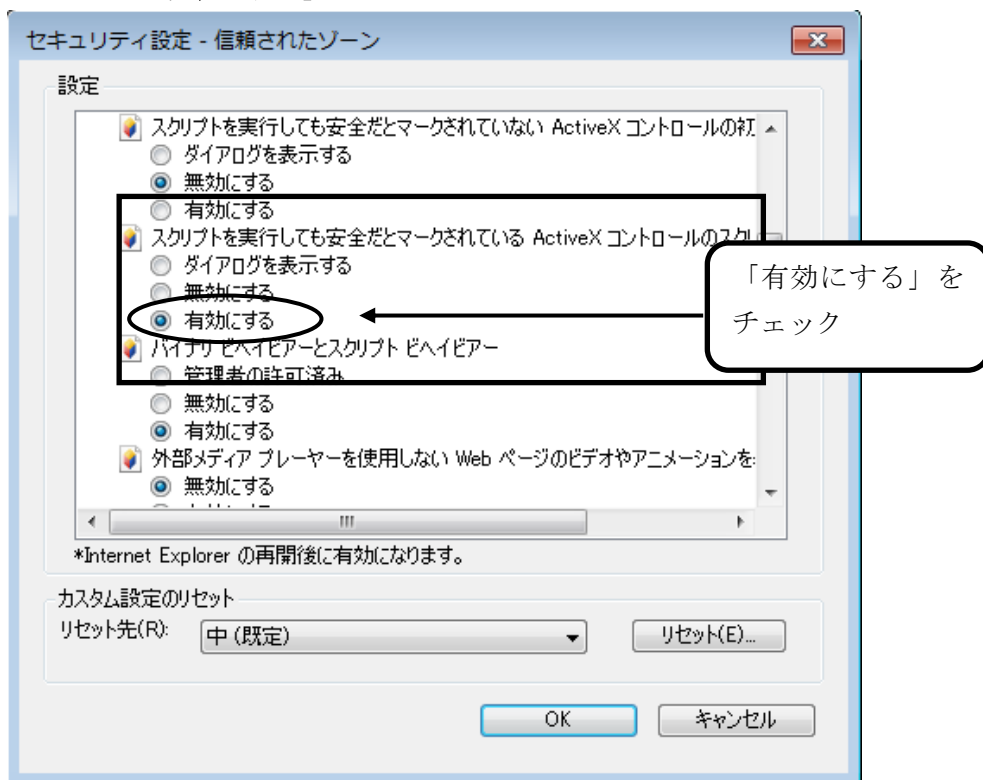 セキュリティ設定 - 信頼されたゾーン
設定
スクリプトを実行しても安全だとマークされていない ActiveX コントロールの初
ダイアログを表示する
無効にする
有効にする
スクリプトを実行しても安全だとマークされている ActiveX コントロールのスクリ
ダイアログを表示する
無効にする
有効にする
「有効にする」を
チェック
バイナリ ビヘイビアーとスクリプト ビヘイビアー
管理者の許可済み
無効にする
有効にする
外部メディア プレーヤーを使用しない Web ページのビデオやアニメーションを
無効にする
*Internet Explorer の再開後に有効になります。
カスタム設定のリセット
リセット先(R):
中 (既定)
リセット(E)...
OK
キャンセル